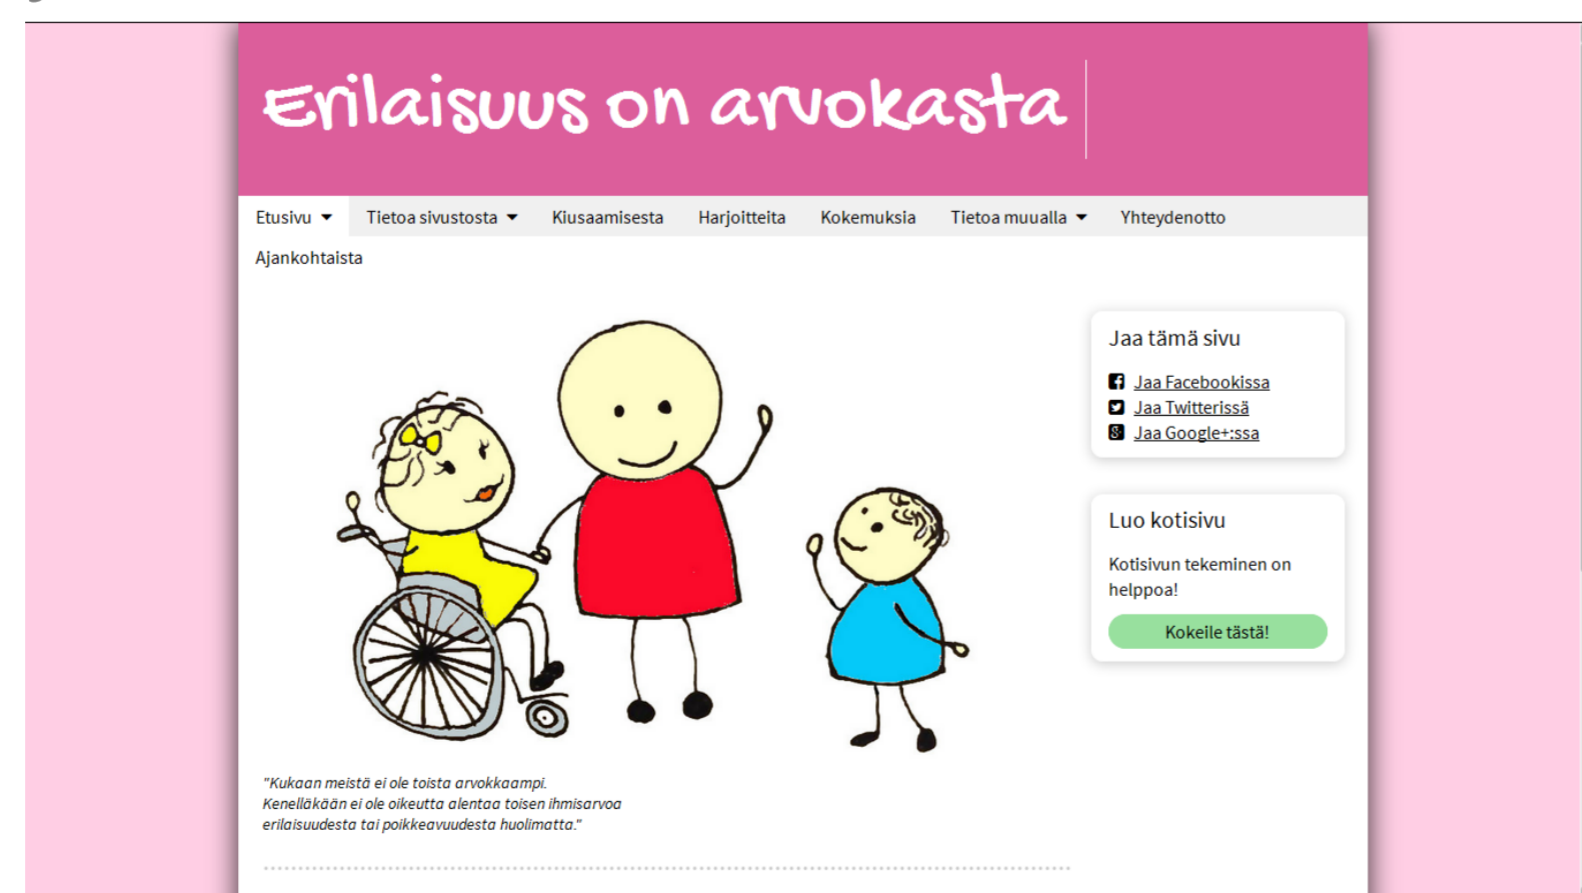 Erilaisuus on arvokasta
Etusivu Tietoa sivustosta Kiusaamisesta Harjoitteita Kokemuksia Tietoa muualla Yhteydenotto
Ajankohtaista
Jaa tämä sivu
Jaa Facebookissa
Jaa Twitterissä
Jaa Google+:ssa
Luo kotisivu
Kotisivun tekeminen on
helppoa!
Kokeile tästä!
"Kukaan meistä ei ole toista arvokkaampi.
Kenelläkään ei ole oikeutta alentaa toisen ihmisarvoa
erilaisuudesta tai poikkeavuudesta huolimatta."